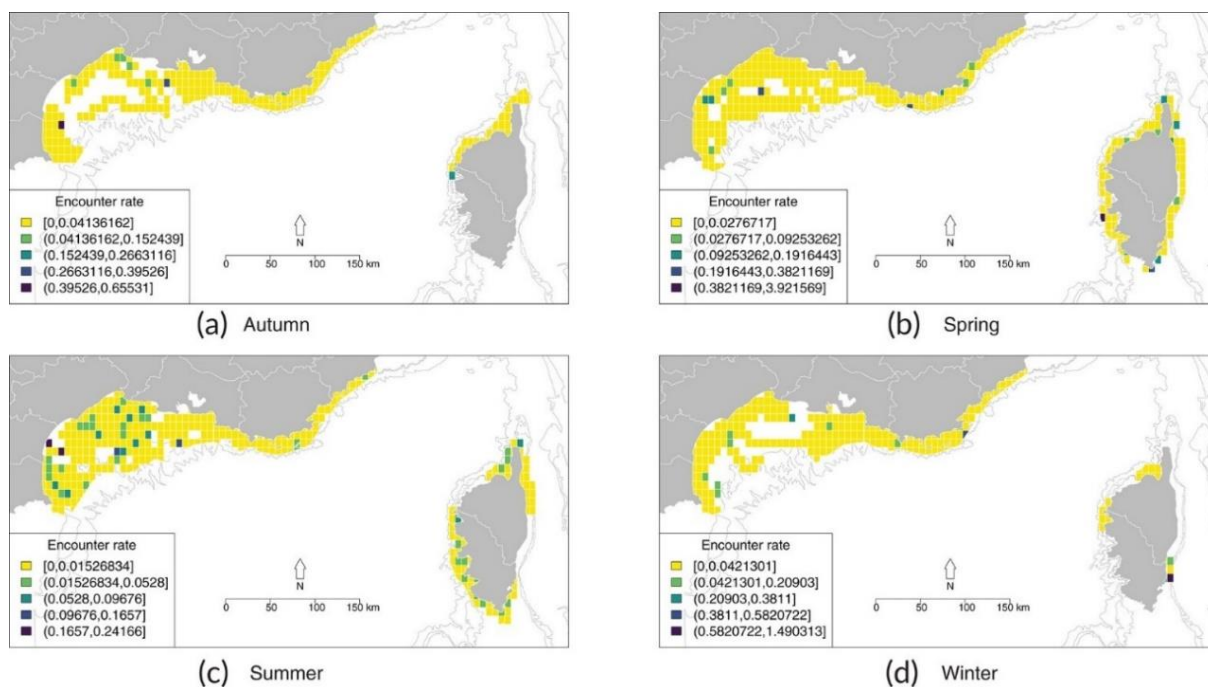 Encounter rate
[0,0.04136162]
(0.04136162,0.152439]
(0.152439,0.2663116]
(0.2663116,0.39526]
(0.39526,0.65531]
N
0 50 100 150 km
(a) Autumn
Encounter rate
[0,0.0276717]
(0.0276717,0.09253262]
(0.09253262,0.1916443]
(0.1916443,0.3821169]
(0.3821169,3.921569]
N
0 50 100 150 km
(b) Spring
Encounter rate
[0,0.01526834]
(0.01526834,0.0528]
(0.0528,0.09676]
(0.09676,0.1657]
(0.1657,0.24166]
N
0 50 100 150 km
(c) Summer
Encounter rate
[0,0.0421301]
(0.0421301,0.20903]
(0.20903,0.3811]
(0.3811,0.5820722]
(0.5820722,1.490313]
N
0 50 100 150 km
(d) Winter